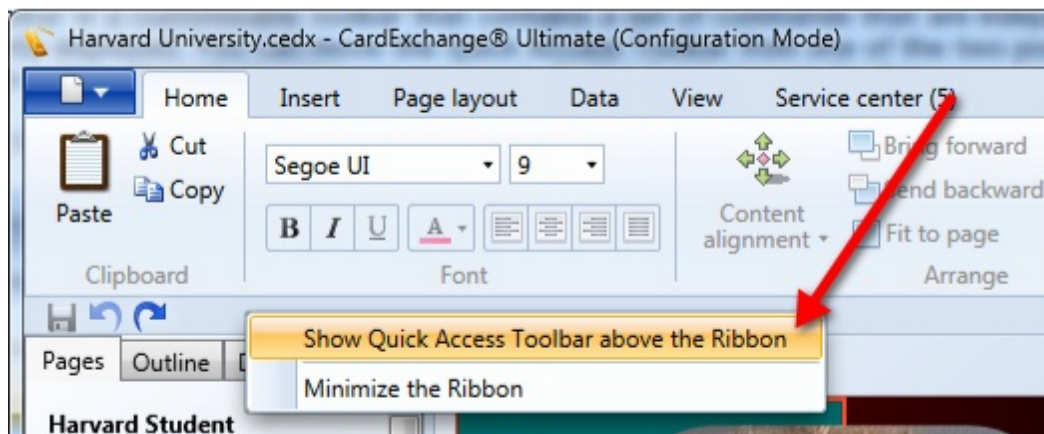 Harvard University.cedx - CardExchange® Ultimate (Configuration Mode)
Home Insert Page layout Data View Service center (5)
Paste
Cut
Copy
Clipboard
Segoe UI 9
B I U A
Font
Content
alignment
Bring forward
Send backward
Fit to page
Arrange
Show Quick Access Toolbar above the Ribbon
Minimize the Ribbon
Pages Outline
Harvard Student